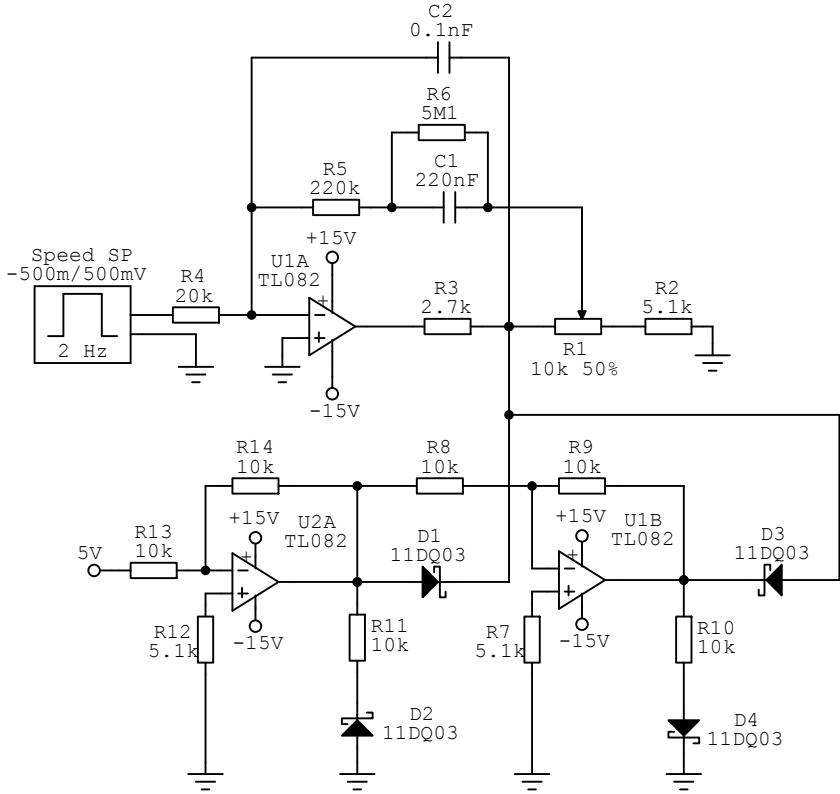 C2
0.1nF
R6
5M1
C1
220nF
R5
220k
Speed SP
-500m/500mV
2 Hz
R4
20k
U1A
TL082
+15V
-15V
R3
2.7k
R1
10k 50%
R2
5.1k
R14
10k
R8
10k
R9
10k
5V
R13
10k
+15V
U2A
TL082
-15V
D1
11DQ03
+15V
U1B
TL082
-15V
D3
11DQ03
R12
5.1k
R11
10k
R7
5.1k
R10
10k
D2
11DQ03
D4
11DQ03